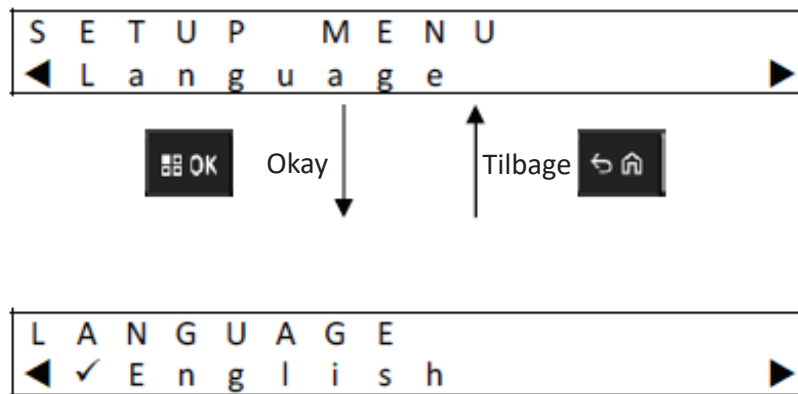 SETUP MENU
◀ Language ▶
OK Okay Tilbage
LANGUAGE
◀ ✓ English ▶